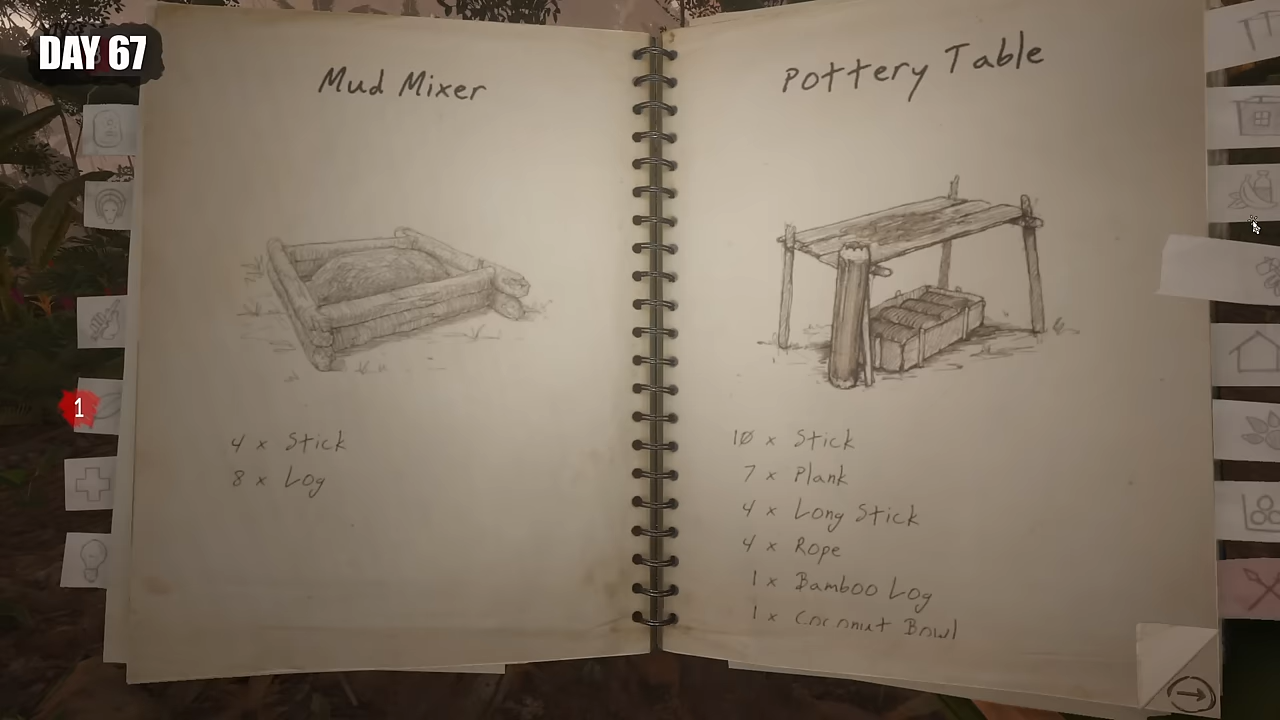 DAY 67
Mud Mixer
4 x Stick
8 x Log
Pottery Table
10 x Stick
7 x Plank
4 x Long Stick
4 x Rope
1 x Bamboo Log
1 x Coconut Bowl
1